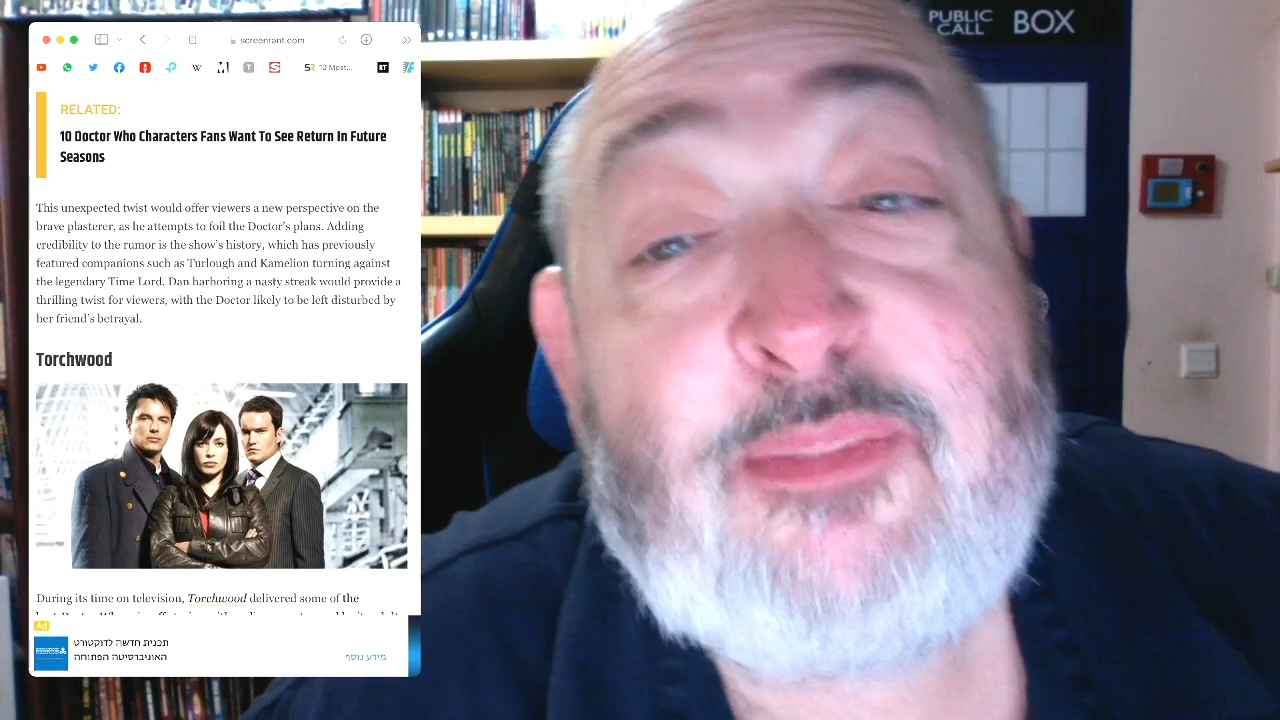 screenrant.com
SR 10 Most...
RT
RELATED:
10 Doctor Who Characters Fans Want To See Return In Future
Seasons
This unexpected twist would offer viewers a new perspective on the
brave plasterer, as he attempts to foil the Doctor's plans. Adding
credibility to the rumor is the show's history, which has previously
featured companions such as Turlough and Kamelion turning against
the legendary Time Lord. Dan harboring a nasty streak would provide a
thrilling twist for viewers, with the Doctor likely to be left disturbed by
her friend's betrayal.
Torchwood
During its time on television, Torchwood delivered some of the
Ad
תכנית חדשה לדוקטורט
האוניברסיטה הפתוחה
מידע נוסף
PUBLIC
CALL
BOX